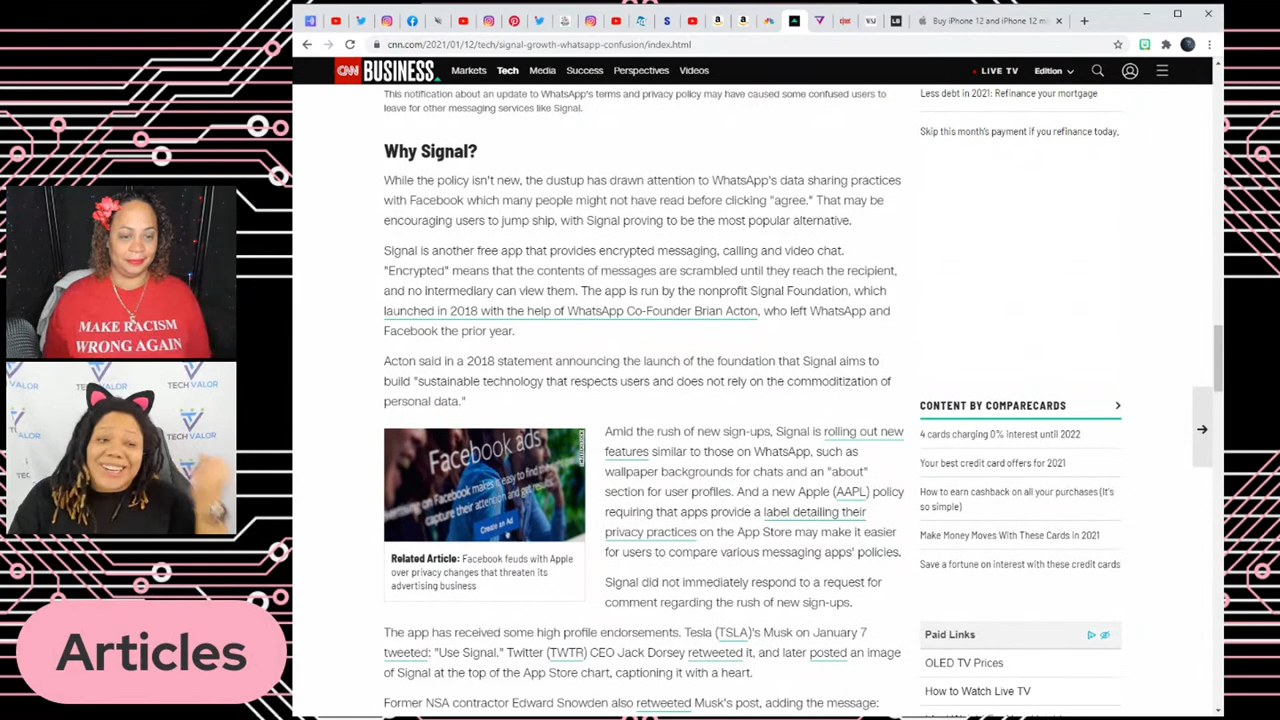 Buy iPhone 12 and iPhone 12 m
cnn.com/2021/01/12/tech/signal-growth-whatsapp-confusion/index.html
CNN BUSINESS
Markets Tech Media Success Perspectives Videos
LIVE TV Edition
This notification about an update to WhatsApp's terms and privacy policy may have caused some confused users to
leave for other messaging services like Signal.
Why Signal?
While the policy isn't new, the dustup has drawn attention to WhatsApp's data sharing practices
with Facebook which many people might not have read before clicking "agree." That may be
encouraging users to jump ship, with Signal proving to be the most popular alternative.
Signal is another free app that provides encrypted messaging, calling and video chat.
"Encrypted" means that the contents of messages are scrambled until they reach the recipient,
and no intermediary can view them. The app is run by the nonprofit Signal Foundation, which
launched in 2018 with the help of WhatsApp Co-Founder Brian Acton, who left WhatsApp and
Facebook the prior year.
Acton said in a 2018 statement announcing the launch of the foundation that Signal aims to
build "sustainable technology that respects users and does not rely on the commoditization of
personal data."
Facebook ads
Facebook makes it easy to find
their attention and get
Create an Ad
Related Article: Facebook feuds with Apple
over privacy changes that threaten its
advertising business
Amid the rush of new sign-ups, Signal is rolling out new
features similar to those on WhatsApp, such as
wallpaper backgrounds for chats and an "about"
section for user profiles. And a new Apple (AAPL) policy
requiring that apps provide a label detailing their
privacy practices on the App Store may make it easier
for users to compare various messaging apps' policies.
Signal did not immediately respond to a request for
comment regarding the rush of new sign-ups.
The app has received some high profile endorsements. Tesla (TSLA)'s Musk on January 7
tweeted: "Use Signal." Twitter (TWTR) CEO Jack Dorsey retweeted it, and later posted an image
of Signal at the top of the App Store chart, captioning it with a heart.
Former NSA contractor Edward Snowden also retweeted Musk's post, adding the message:
Less debt in 2021: Refinance your mortgage
Skip this month's payment if you refinance today.
CONTENT BY COMPARECARDS
4 cards charging 0% interest until 2022
Your best credit card offers for 2021
How to earn cashback on all your purchases (it's
so simple)
Make Money Moves With These Cards in 2021
Save a fortune on interest with these credit cards
Paid Links
OLED TV Prices
How to Watch Live TV
MAKE RACISM
WRONG AGAIN
TECH VALOR
TECH VALOR
Articles